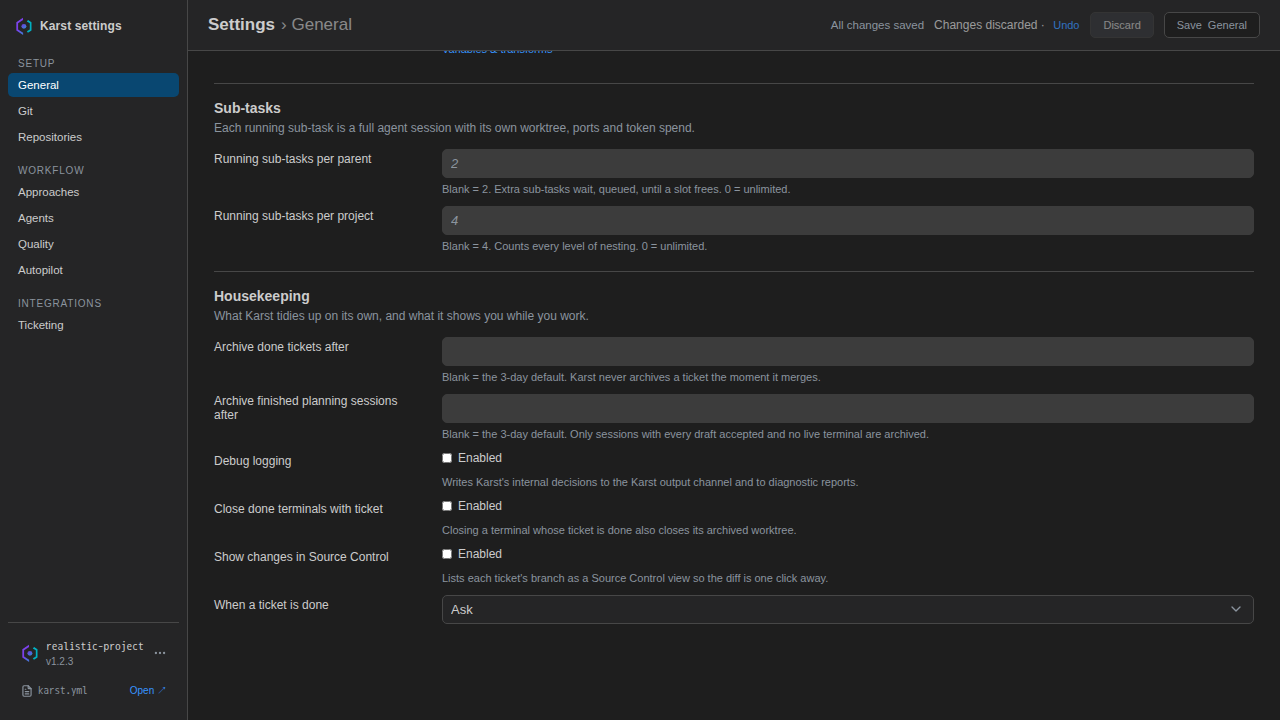 Karst settings
Settings › General
All changes saved Changes discarded · Undo Discard Save General
SETUP
General
Git
Repositories
WORKFLOW
Approaches
Agents
Quality
Autopilot
INTEGRATIONS
Ticketing
realistic-project
v1.2.3
karst.yml Open ↗
Variables & transforms
Sub-tasks
Each running sub-task is a full agent session with its own worktree, ports and token spend.
Running sub-tasks per parent
2
Blank = 2. Extra sub-tasks wait, queued, until a slot frees. 0 = unlimited.
Running sub-tasks per project
4
Blank = 4. Counts every level of nesting. 0 = unlimited.
Housekeeping
What Karst tidies up on its own, and what it shows you while you work.
Archive done tickets after
Blank = the 3-day default. Karst never archives a ticket the moment it merges.
Archive finished planning sessions
after
Blank = the 3-day default. Only sessions with every draft accepted and no live terminal are archived.
Debug logging
Enabled
Writes Karst's internal decisions to the Karst output channel and to diagnostic reports.
Close done terminals with ticket
Enabled
Closing a terminal whose ticket is done also closes its archived worktree.
Show changes in Source Control
Enabled
Lists each ticket's branch as a Source Control view so the diff is one click away.
When a ticket is done
Ask